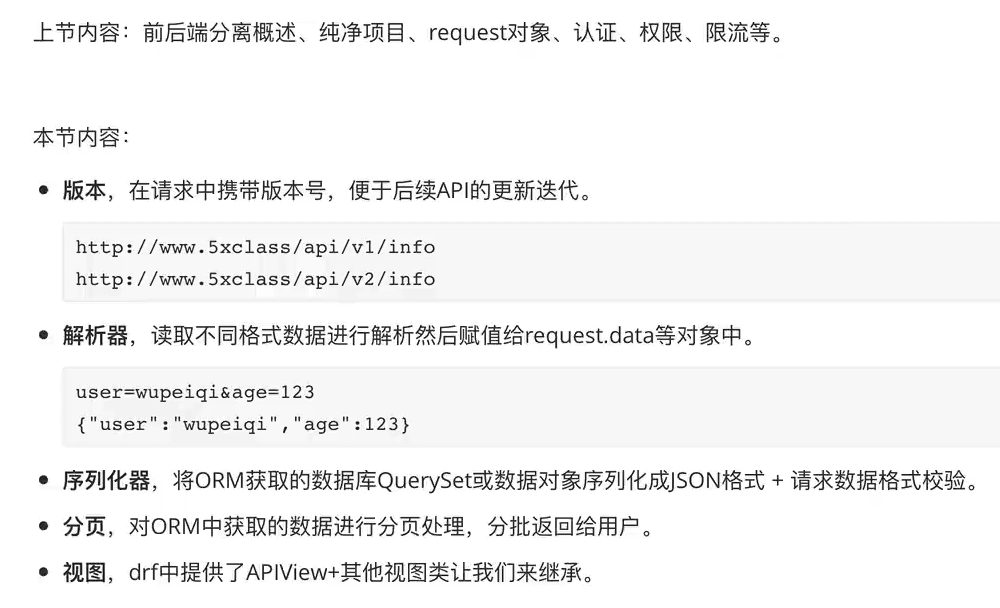 上节内容：前后端分离概述、纯净项目、request对象、认证、权限、限流等。
本节内容：
版本，在请求中携带版本号，便于后续API的更新迭代。
http://www.5xclass/api/v1/info
http://www.5xclass/api/v2/info
解析器，读取不同格式数据进行解析然后赋值给request.data等对象中。
user=wupeiqi&age=123
{"user":"wupeiqi","age":123}
序列化器，将ORM获取的数据库QuerySet或数据对象序列化成JSON格式 + 请求数据格式校验。
分页，对ORM中获取的数据进行分页处理，分批返回给用户。
视图，drf中提供了APIView+其他视图类让我们来继承。